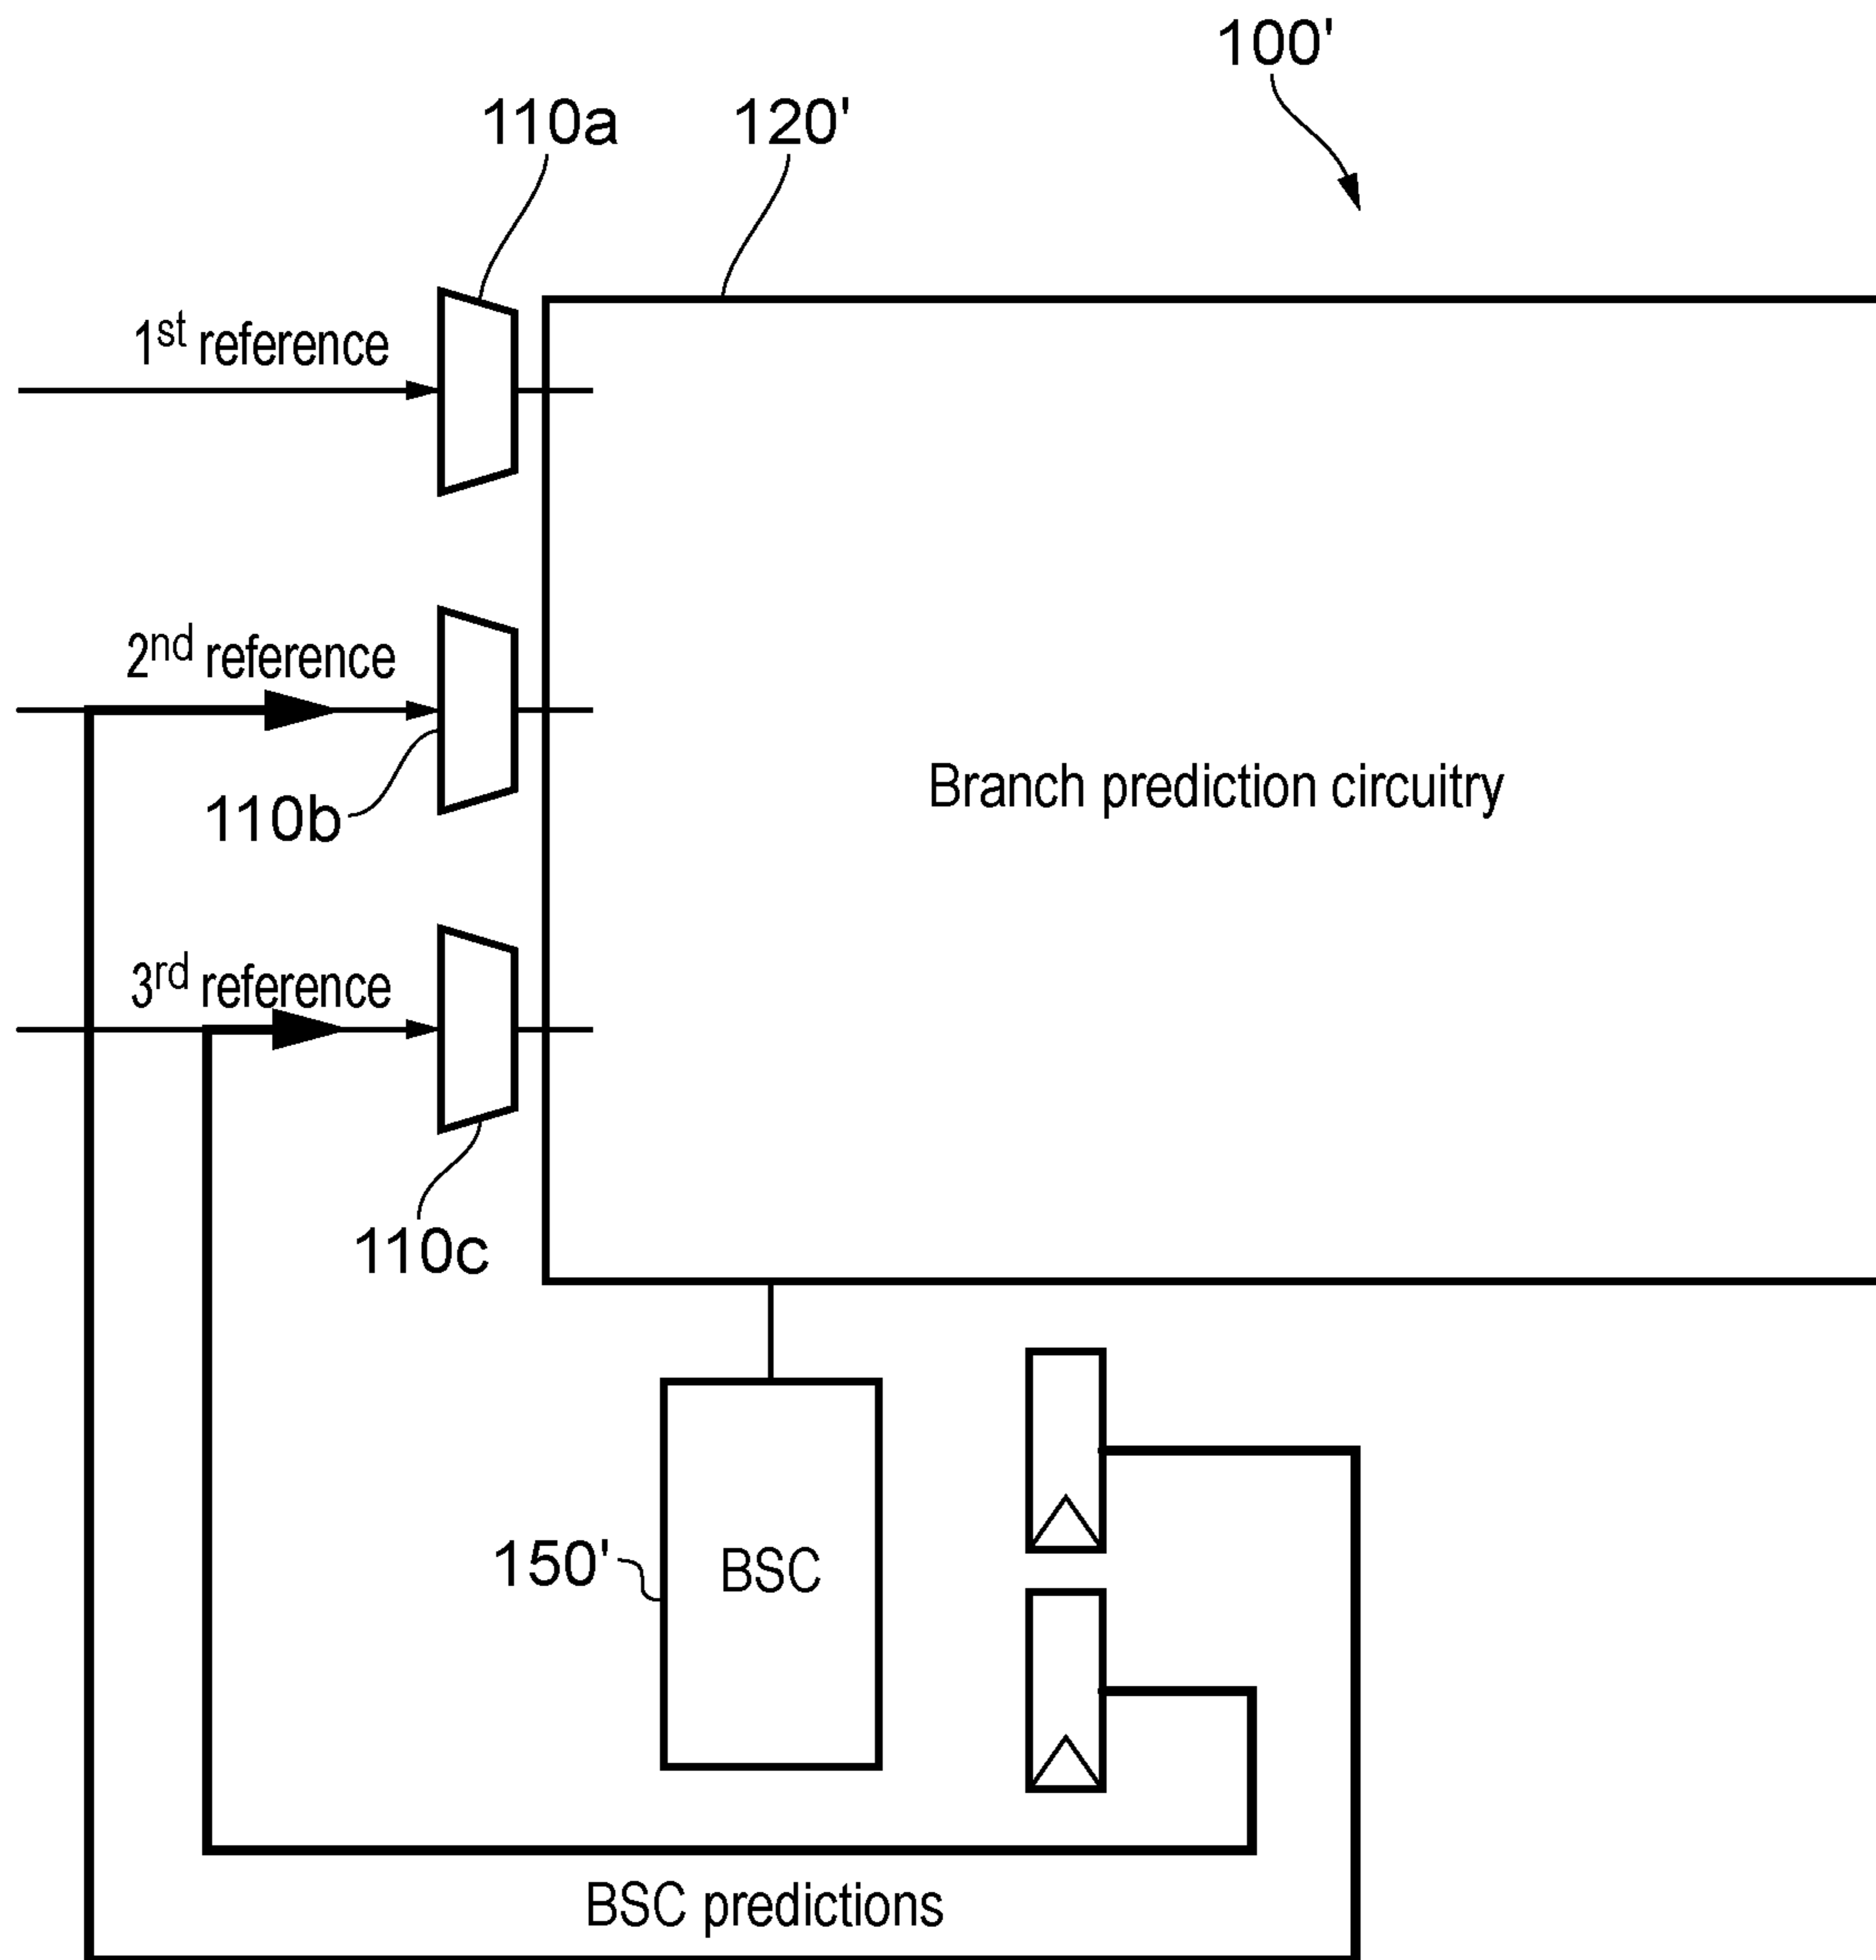 100'
110a
120'
1st reference
2nd reference
Branch prediction circuitry
110b
3rd reference
110c
150'
BSC
BSC predictions